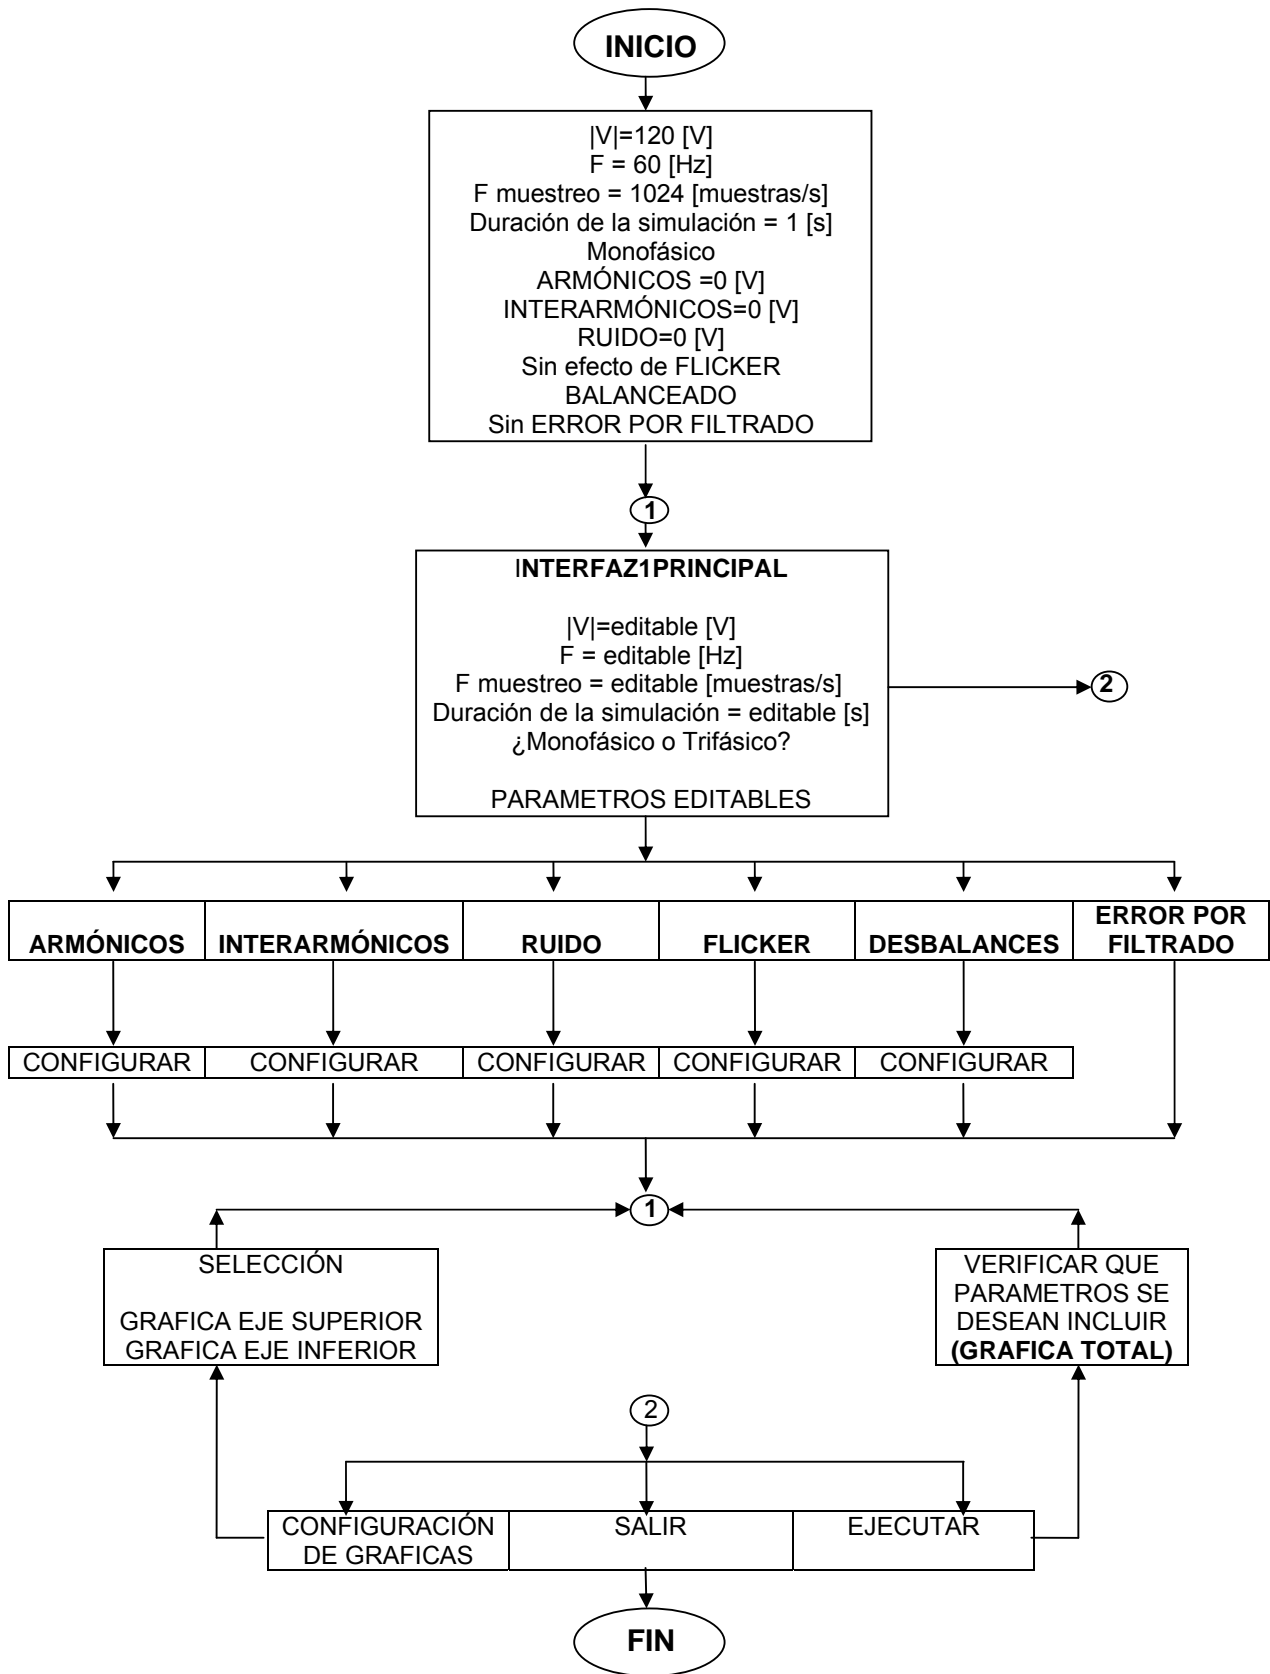 INICIO
|V|=120 [V]
F = 60 [Hz]
F muestreo = 1024 [muestras/s]
Duración de la simulación = 1 [s]
Monofásico
ARMÓNICOS =0 [V]
INTERARMÓNICOS=0 [V]
RUIDO=0 [V]
Sin efecto de FLICKER
BALANCEADO
Sin ERROR POR FILTRADO
1
INTERFAZ1PRINCIPAL
|V|=editable [V]
F = editable [Hz]
F muestreo = editable [muestras/s]
Duración de la simulación = editable [s]
¿Monofásico o Trifásico?
PARAMETROS EDITABLES
2
ARMÓNICOS
INTERARMÓNICOS
RUIDO
FLICKER
DESBALANCES
ERROR POR
FILTRADO
CONFIGURAR
CONFIGURAR
CONFIGURAR
CONFIGURAR
CONFIGURAR
1
SELECCIÓN
GRAFICA EJE SUPERIOR
GRAFICA EJE INFERIOR
VERIFICAR QUE
PARAMETROS SE
DESEAN INCLUIR
(GRAFICA TOTAL)
2
CONFIGURACIÓN
DE GRAFICAS
SALIR
EJECUTAR
FIN